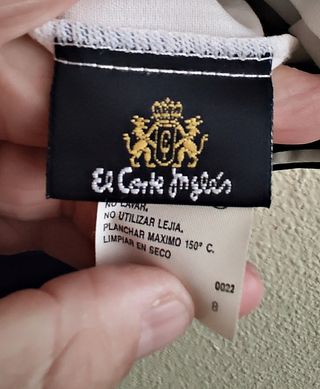 El Corte Inglés
NO LAVAR.
NO UTILIZAR LEJIA.
PLANCHAR MAXIMO 150° C.
LIMPIAR EN SECO
0022
8